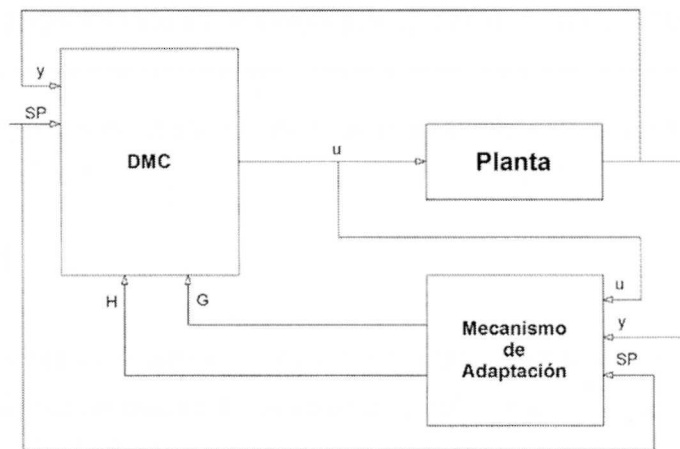 y
SP
DMC
u
Planta
H
G
u
y
SP
Mecanismo
de
Adaptación